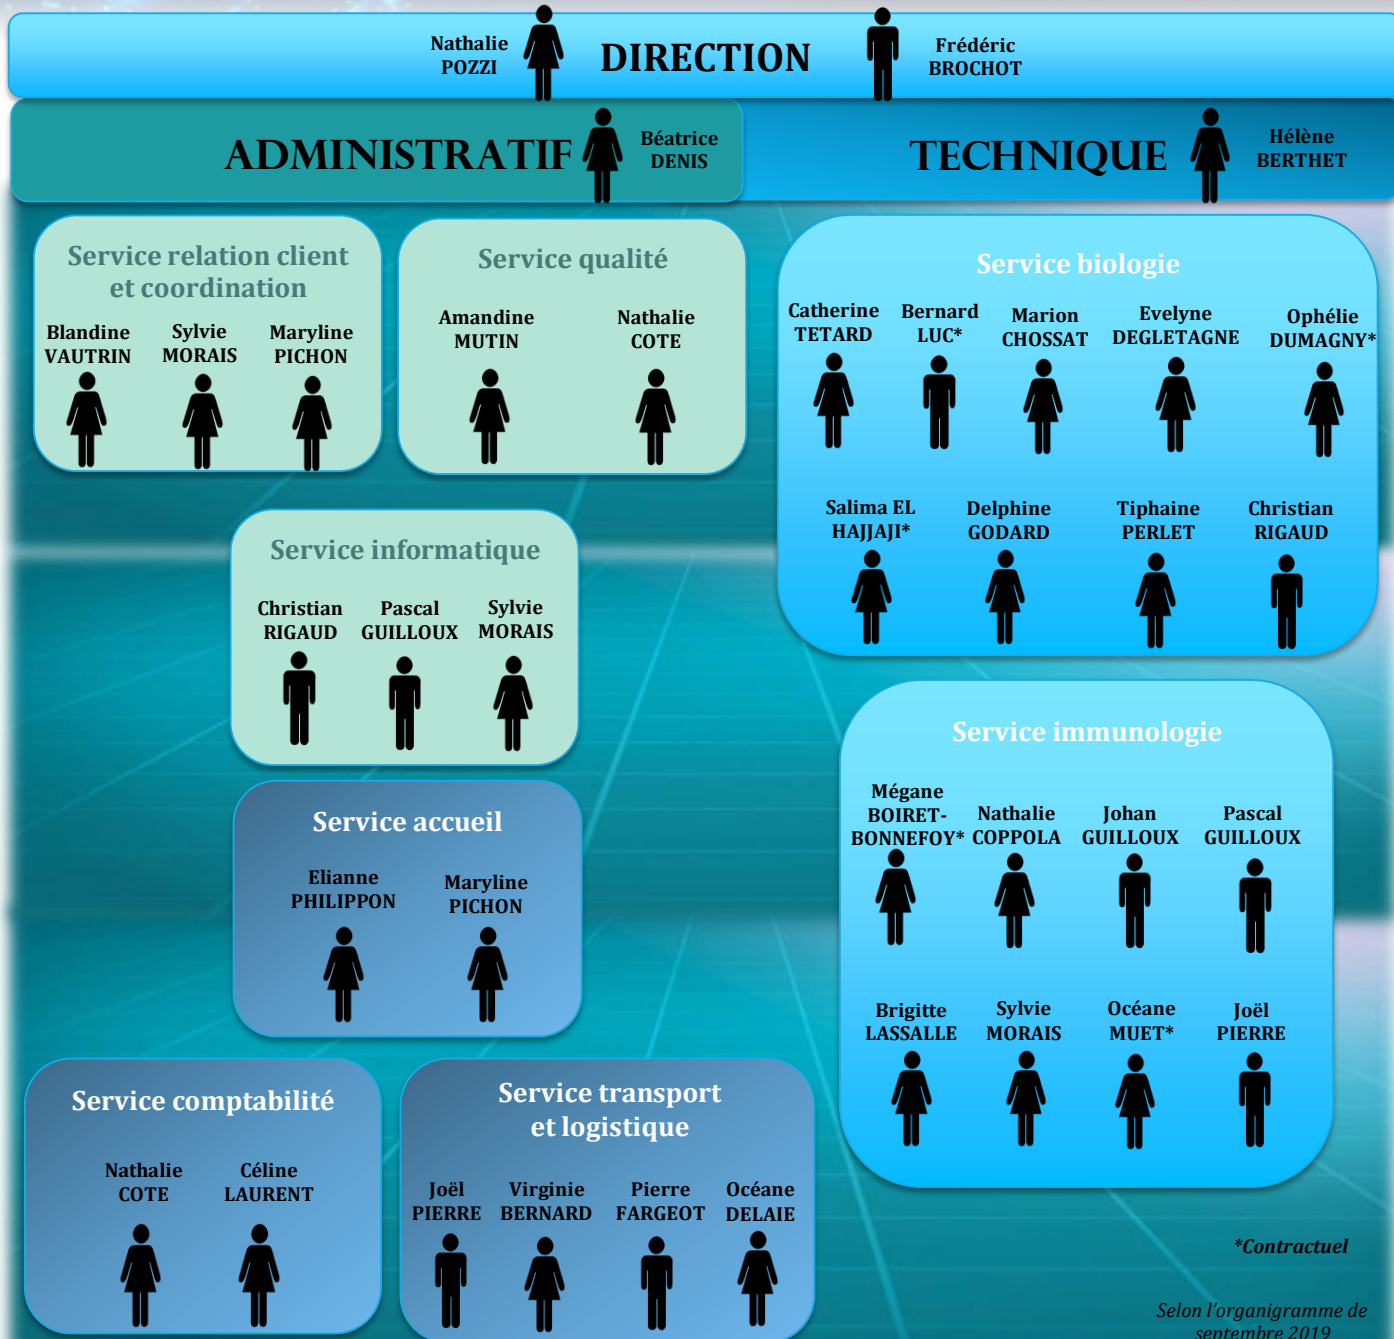 Nathalie
POZZI
DIRECTION
Frédéric
BROCHOT
ADMINISTRATIF
Béatrice
DENIS
TECHNIQUE
Hélène
BERTHET
Service relation client
et coordination
Blandine
VAUTRIN
Sylvie
MORAIS
Maryline
PICHON
Service qualité
Amandine
MUTIN
Nathalie
COTE
Service biologie
Catherine
TETARD
Bernard
LUC*
Marion
CHOSSAT
Evelyne
DEGLETAGNE
Ophélie
DUMAGNY*
Salima EL
HAJJAJI*
Delphine
GODARD
Tiphaine
PERLET
Christian
RIGAUD
Service informatique
Christian
RIGAUD
Pascal
GUILLOUX
Sylvie
MORAIS
Service immunologie
Mégane
BOIRET-
BONNEFOY*
Nathalie
COPPOLA
Johan
GUILLOUX
Pascal
GUILLOUX
Brigitte
LASSALLE
Sylvie
MORAIS
Océane
MUET*
Joël
PIERRE
Service accueil
Elianne
PHILIPPON
Maryline
PICHON
Service comptabilité
Nathalie
COTE
Céline
LAURENT
Service transport
et logistique
Joël
PIERRE
Virginie
BERNARD
Pierre
FARGEOT
Océane
DELAIE
*Contractuel
Selon l'organigramme de
septembre 2019